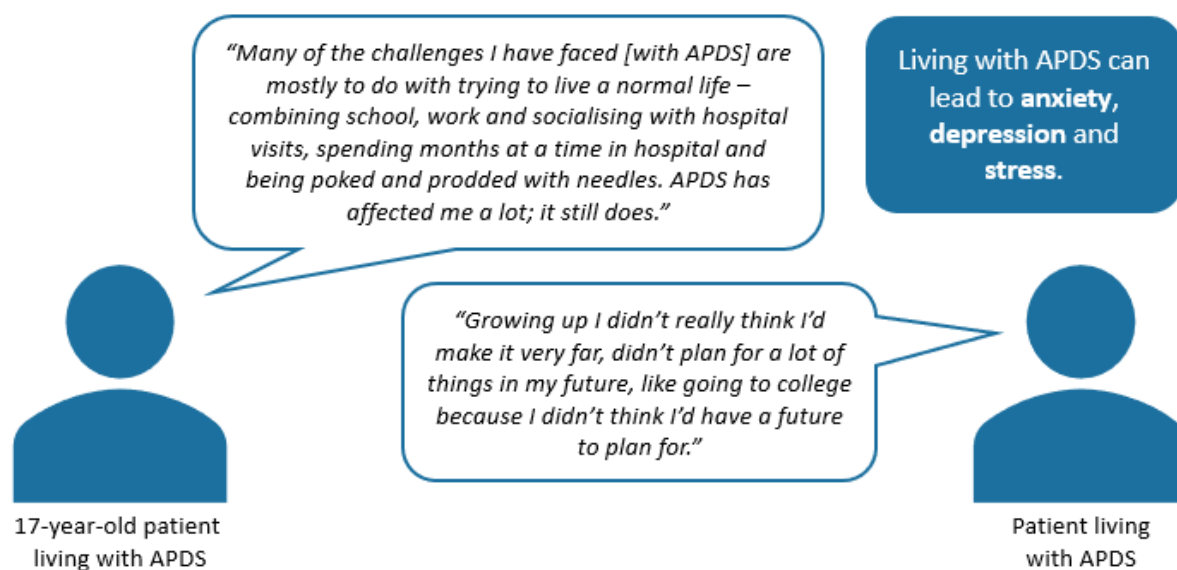 “Many of the challenges I have faced [with APDS] are
mostly to do with trying to live a normal life –
combining school, work and socialising with hospital
visits, spending months at a time in hospital and
being poked and prodded with needles. APDS has
affected me a lot; it still does.”
Living with APDS can
lead to anxiety,
depression and
stress.
“Growing up I didn’t really think I’d
make it very far, didn’t plan for a lot of
things in my future, like going to college
because I didn’t think I’d have a future
to plan for.”
17-year-old patient
living with APDS
Patient living
with APDS